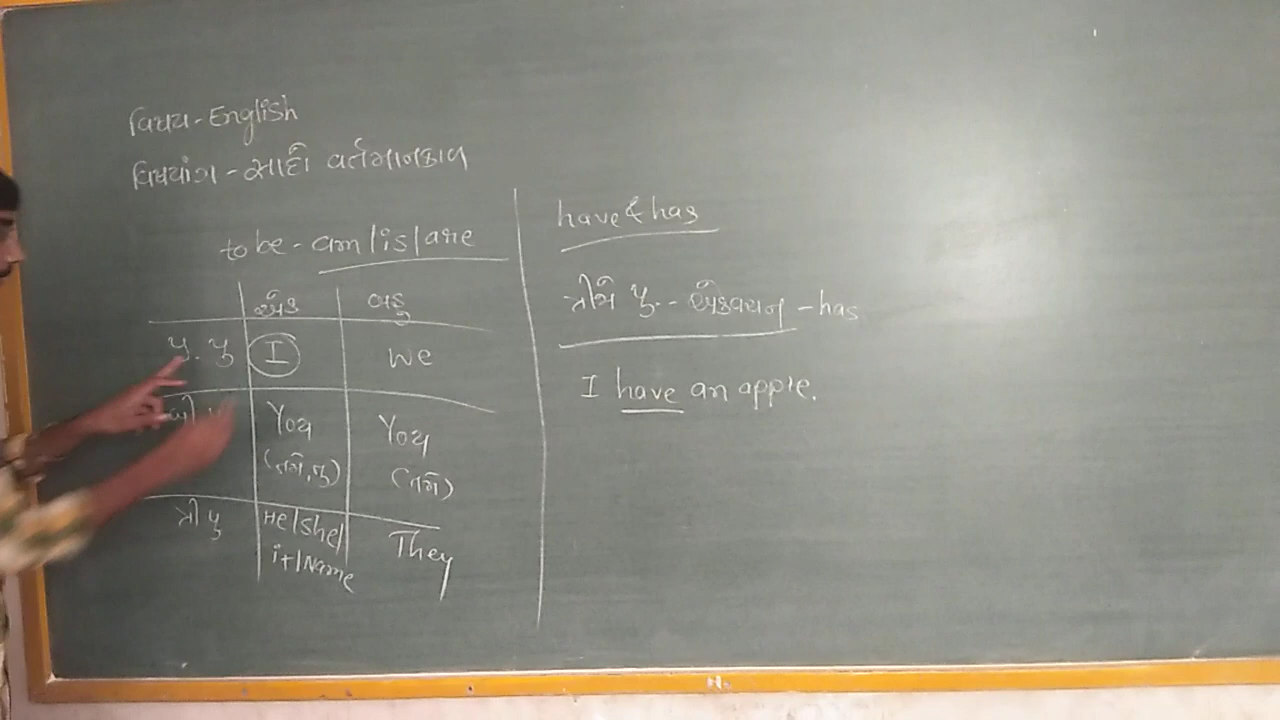 વિષય - English
વિષયાંગ - સાદો વર્તમાનકાળ
to be - am/is/are
એક બહુ
પ્ર. પુ I we
બી પુ You You
(તમે, તુ) (તમે)
ત્રી પુ He/She/ They
it/Name
have & has
ત્રીજો પુ. - એકવચન - has
I have an apple.